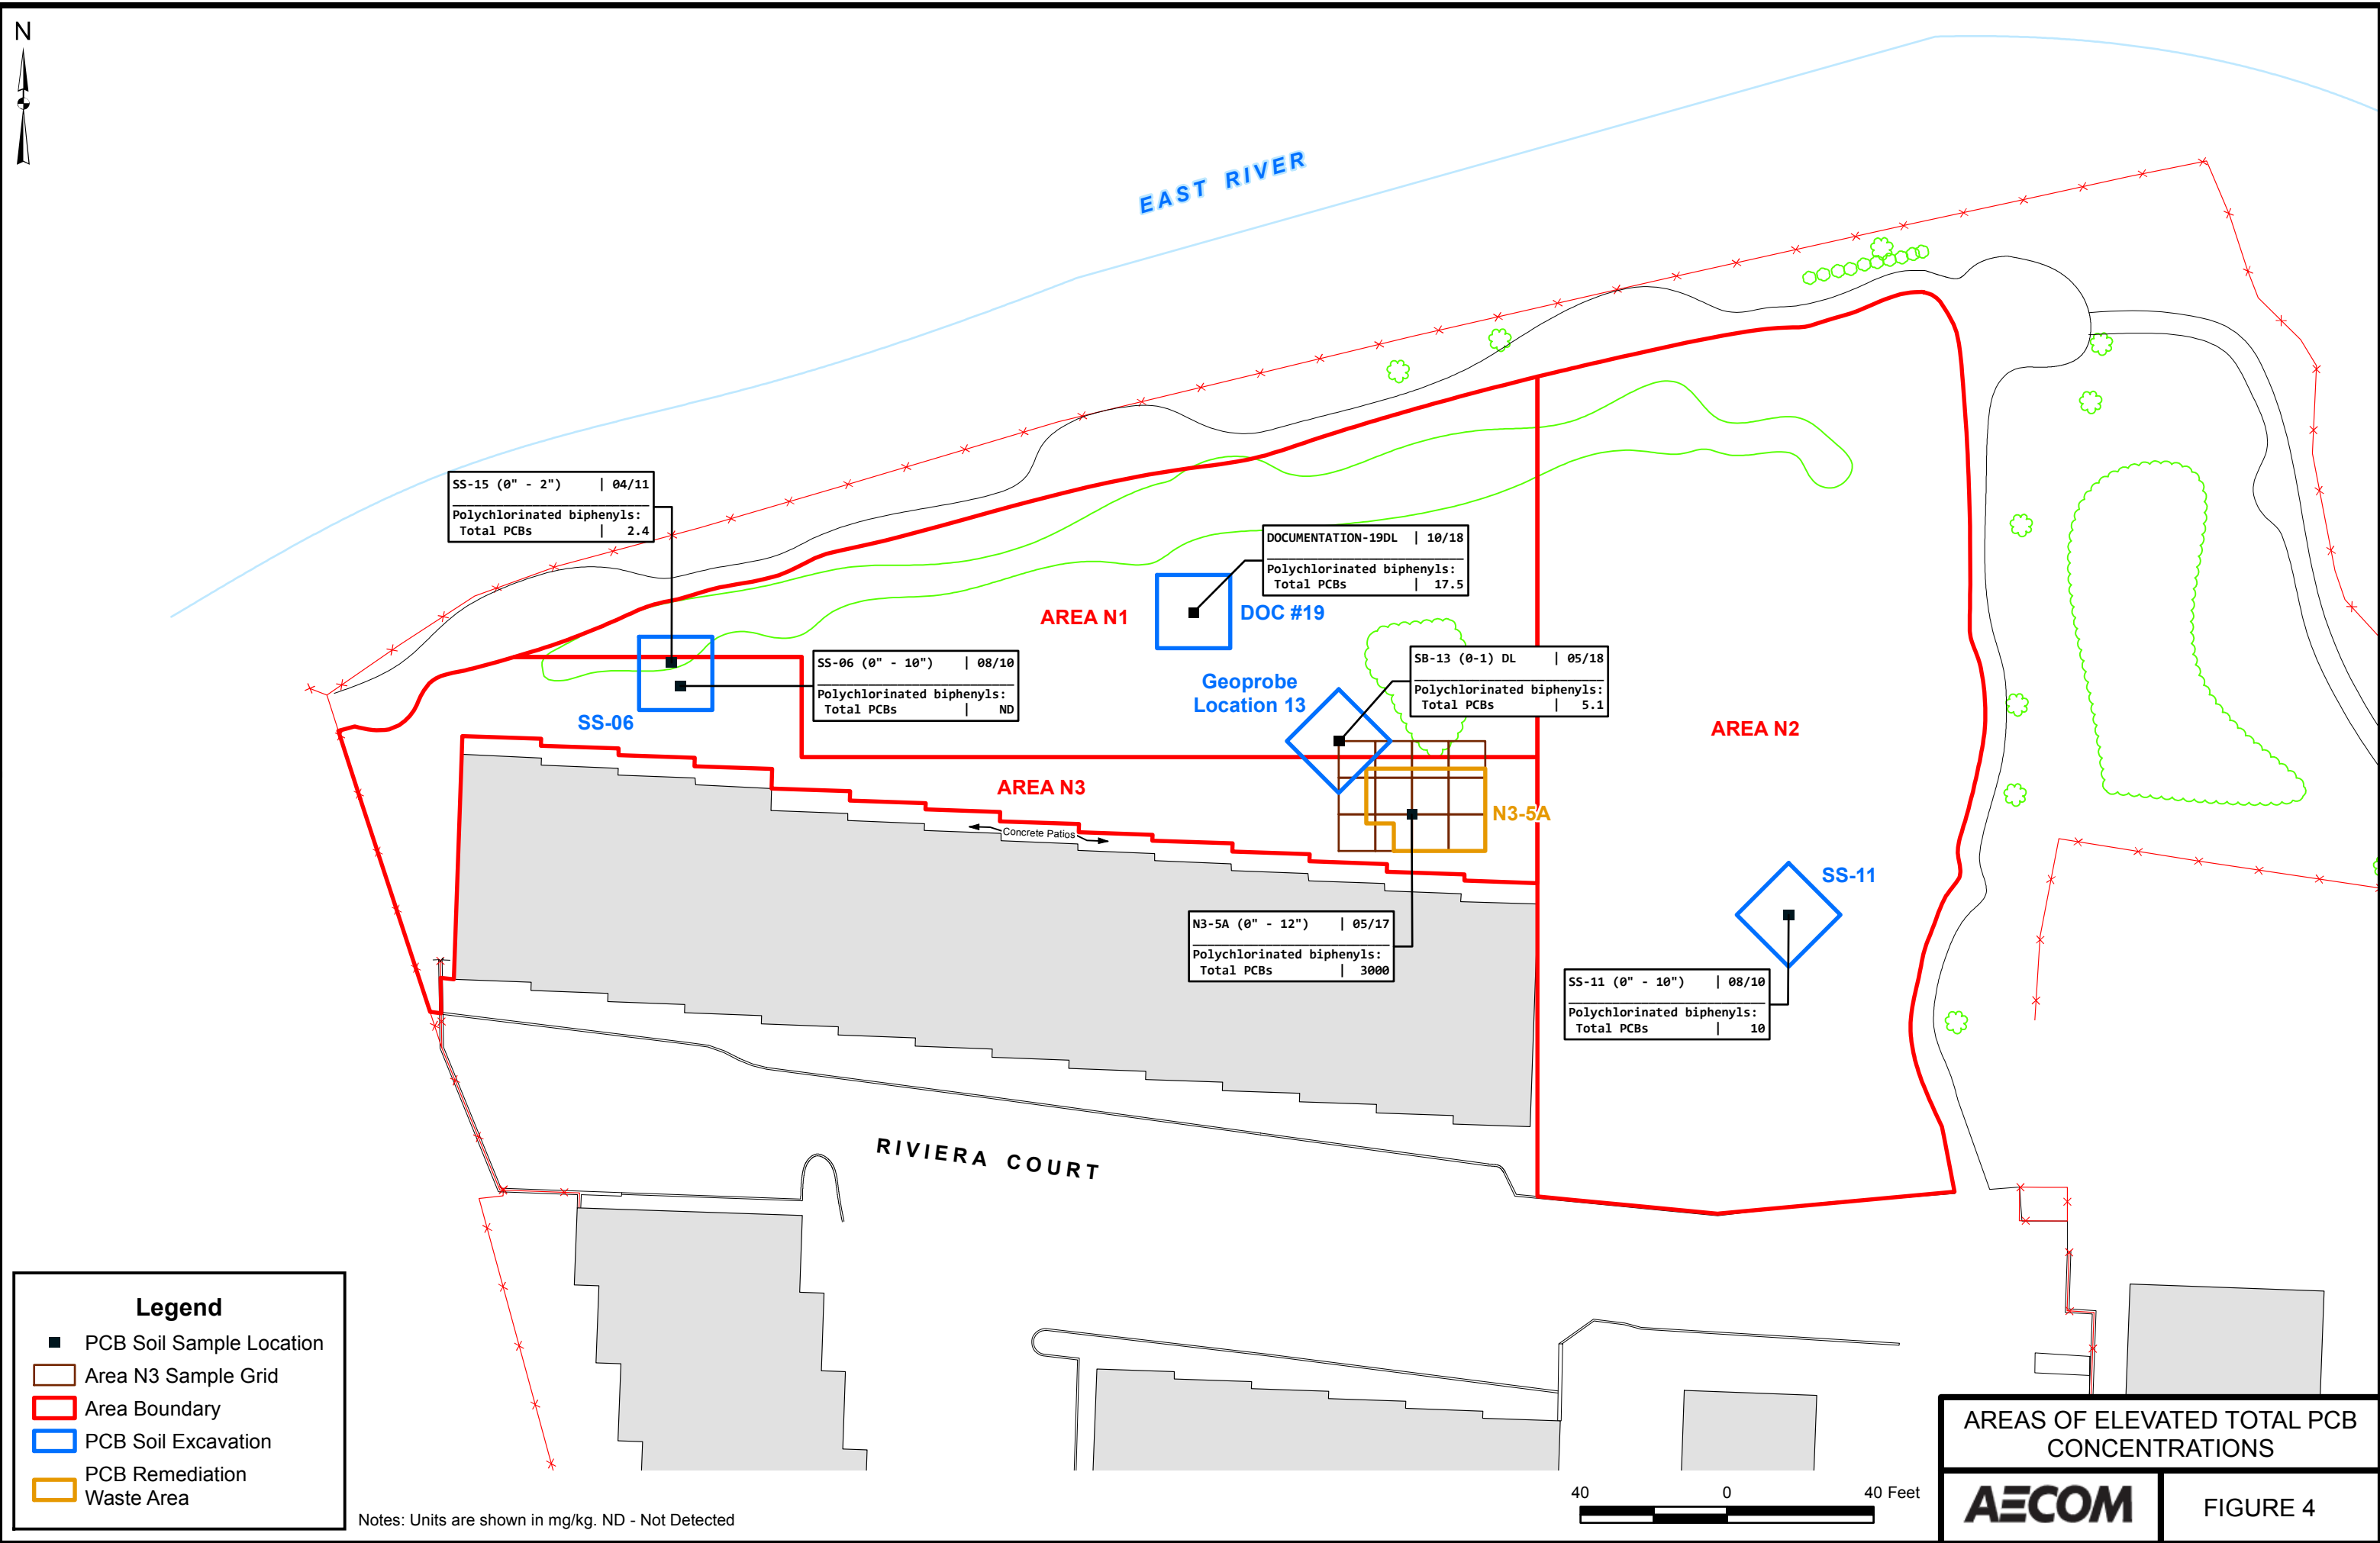 N
EAST RIVER
SS-15 (0" - 2") | 04/11
Polychlorinated biphenyls:
Total PCBs | 2.4
DOCUMENTATION-19DL | 10/18
Polychlorinated biphenyls:
Total PCBs | 17.5
AREA N1
DOC #19
SS-06 (0" - 10") | 08/10
Polychlorinated biphenyls:
Total PCBs | ND
SS-06
Geoprobe
Location 13
SB-13 (0-1) DL | 05/18
Polychlorinated biphenyls:
Total PCBs | 5.1
AREA N2
AREA N3
N3-5A
Concrete Patios
SS-11
N3-5A (0" - 12") | 05/17
Polychlorinated biphenyls:
Total PCBs | 3000
SS-11 (0" - 10") | 08/10
Polychlorinated biphenyls:
Total PCBs | 10
RIVIERA COURT
Legend
PCB Soil Sample Location
Area N3 Sample Grid
Area Boundary
PCB Soil Excavation
PCB Remediation
Waste Area
Notes: Units are shown in mg/kg. ND - Not Detected
40 0 40 Feet
AREAS OF ELEVATED TOTAL PCB
CONCENTRATIONS
AECOM
FIGURE 4